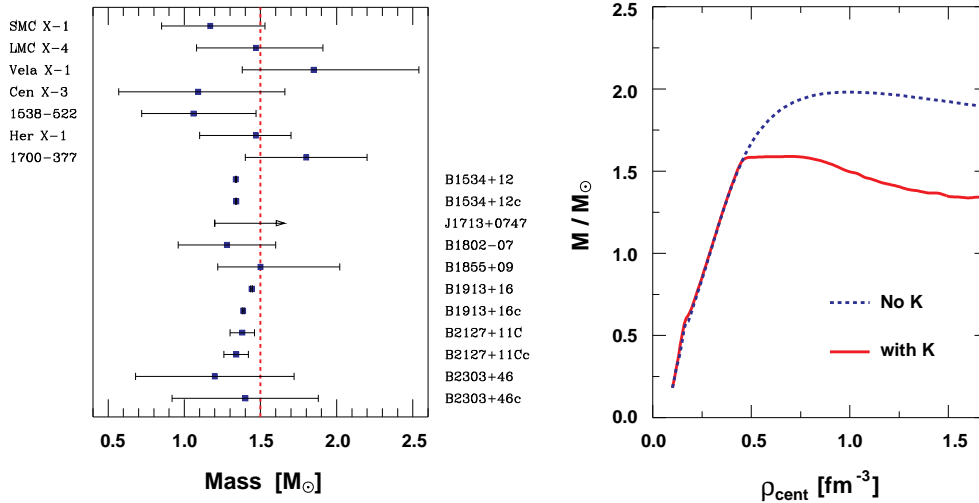 SMC X-1
LMC X-4
Vela X-1
Cen X-3
1538-522
Her X-1
1700-377
B1534+12
B1534+12c
J1713+0747
B1802-07
B1855+09
B1913+16
B1913+16c
B2127+11C
B2127+11Cc
B2303+46
B2303+46c
0.5 1.0 1.5 2.0 2.5
Mass [M☉]
2.5
2.0
1.5
1.0
0.5
0.0
M / M☉
No K
with K
0.0 0.5 1.0 1.5
ρcent [fm-3]